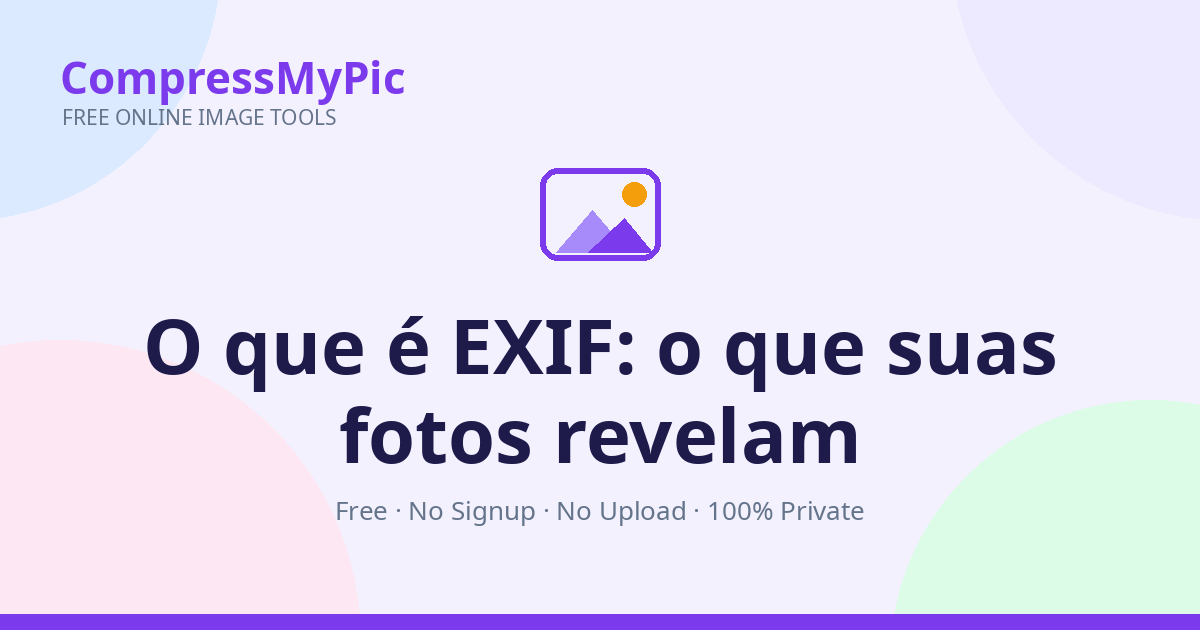 CompressMyPic
FREE ONLINE IMAGE TOOLS
O que é EXIF: o que suas
fotos revelam
Free · No Signup · No Upload · 100% Private